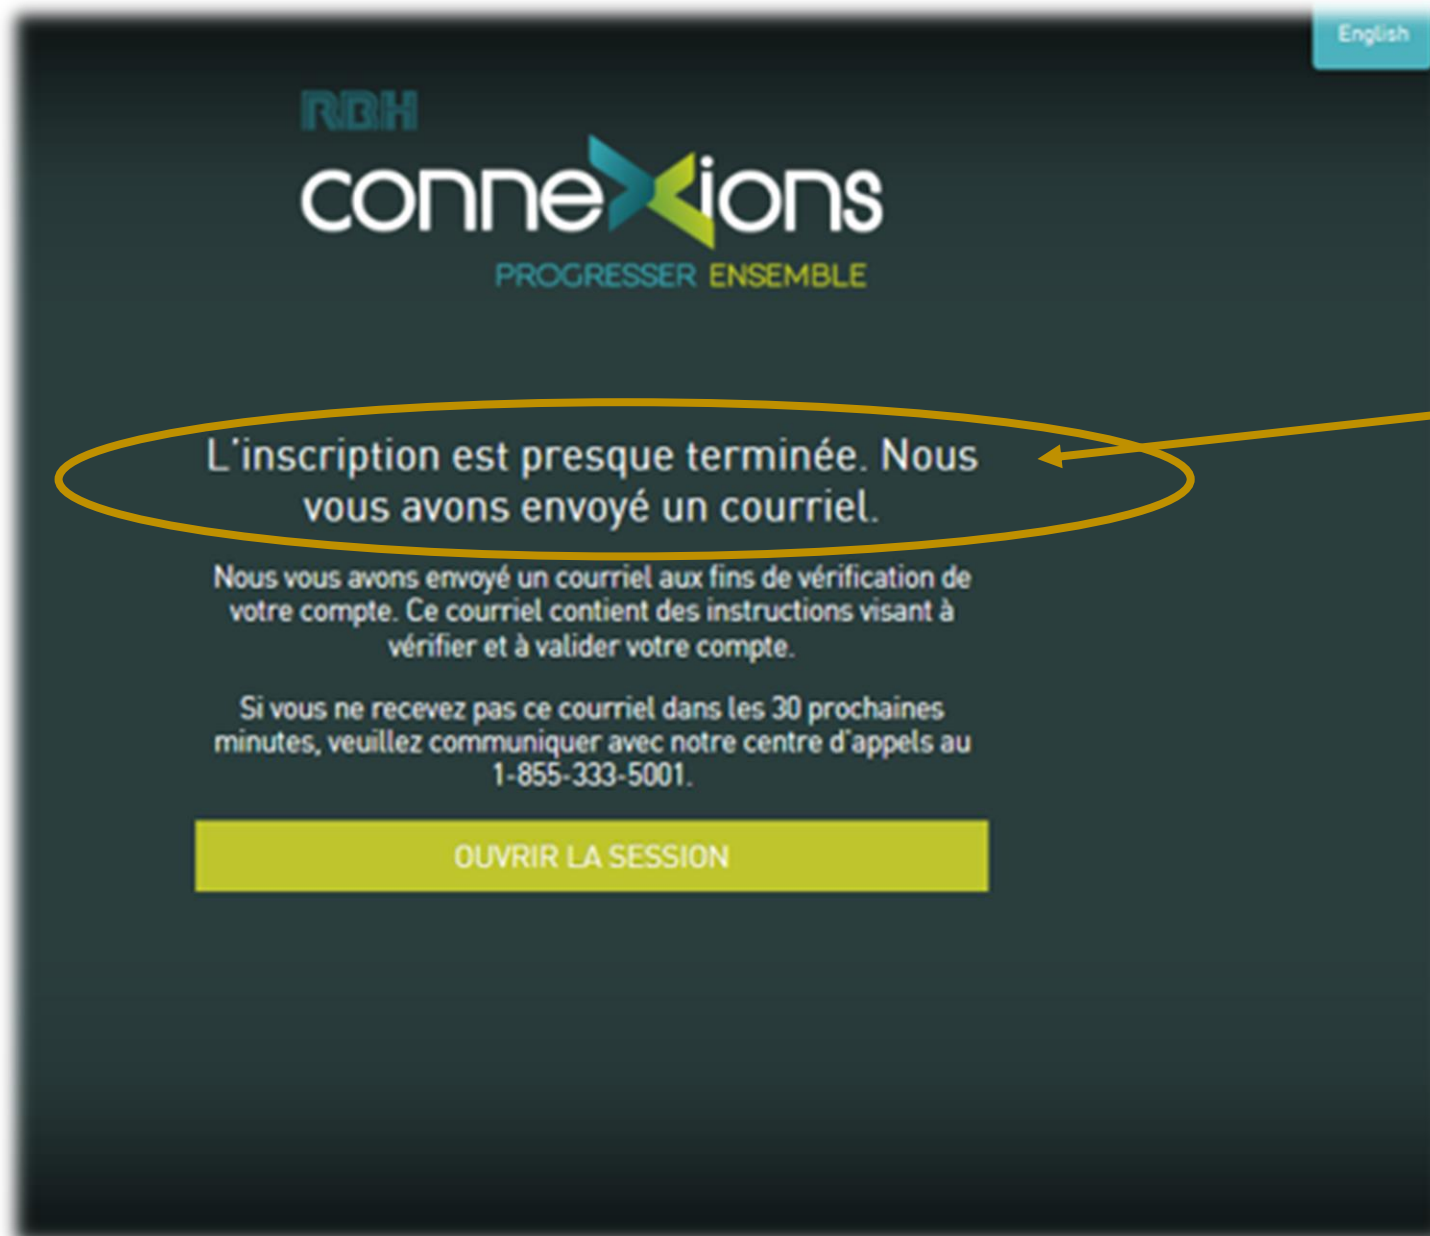 English
RBH
conneXions
PROGRESSER ENSEMBLE
L'inscription est presque terminée. Nous
vous avons envoyé un courriel.
Nous vous avons envoyé un courriel aux fins de vérification de
votre compte. Ce courriel contient des instructions visant à
vérifier et à valider votre compte.
Si vous ne recevez pas ce courriel dans les 30 prochaines
minutes, veuillez communiquer avec notre centre d'appels au
1-855-333-5001.
OUVRIR LA SESSION